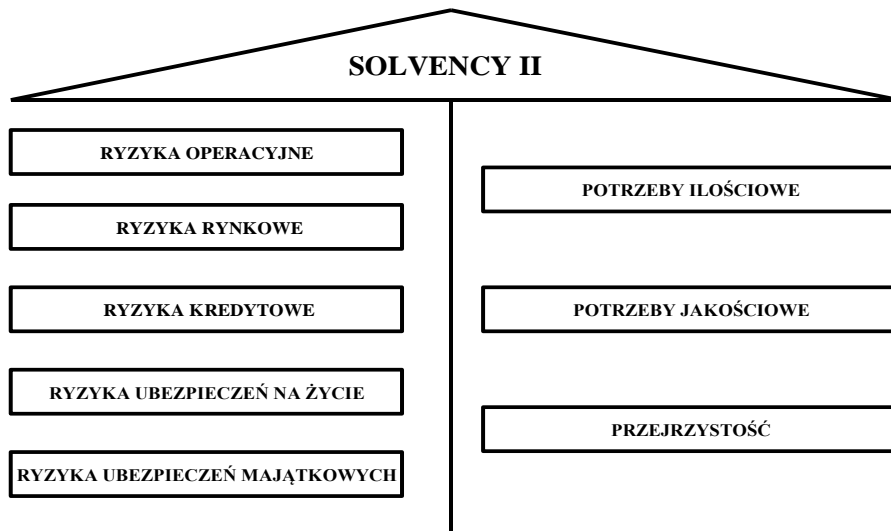 SOLVENCY II
RYZYKA OPERACYJNE
RYZYKA RYNKOWE
RYZYKA KREDYTOWE
RYZYKA UBEZPIECZEŃ NA ŻYCIE
RYZYKA UBEZPIECZEŃ MAJĄTKOWYCH
POTRZEBY ILOŚCIOWE
POTRZEBY JAKOŚCIOWE
PRZEJRZYSTOŚĆ